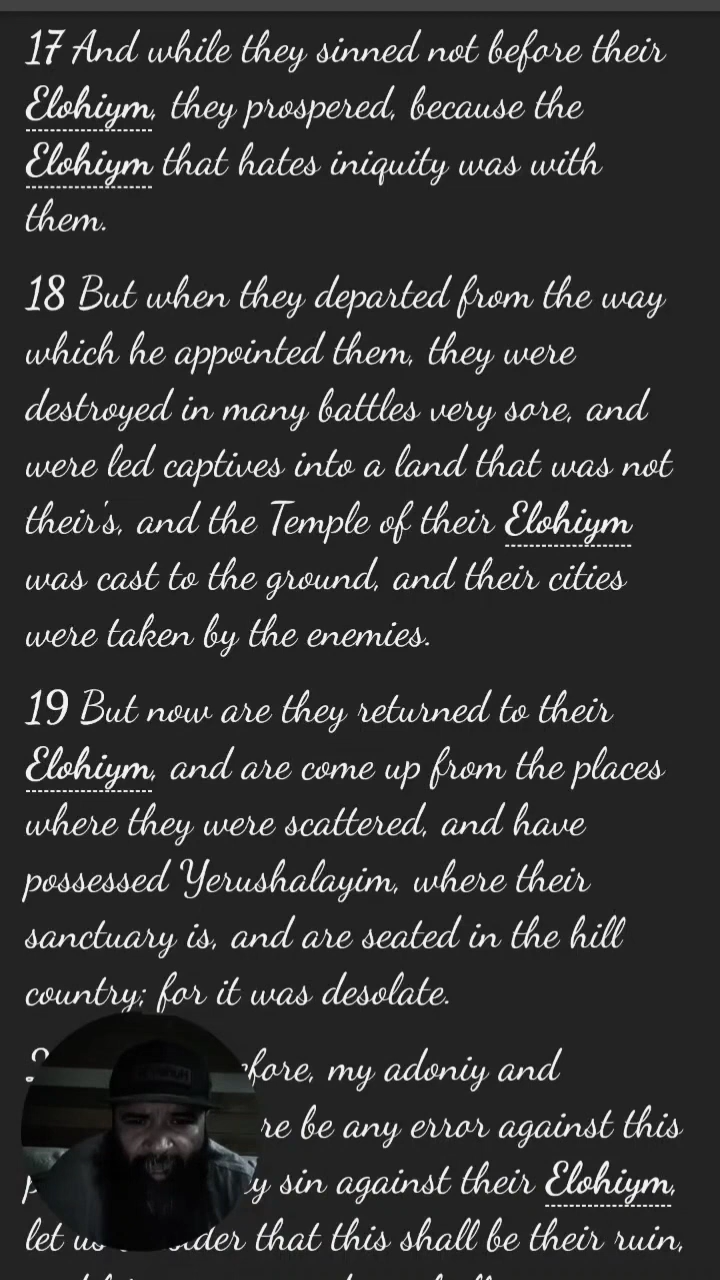 17 And while they sinned not before their
Elohiym, they prospered, because the
Elohiym that hates iniquity was with
them.
18 But when they departed from the way
which he appointed them, they were
destroyed in many battles very sore, and
were led captives into a land that was not
their's, and the Temple of their Elohiym
was cast to the ground, and their cities
were taken by the enemies.
19 But now are they returned to their
Elohiym, and are come up from the places
where they were scattered, and have
possessed Yerushalayim, where their
sanctuary is, and are seated in the hill
country; for it was desolate.
my adoniy and
be any error against this
sin against their Elohiym,
let that this shall be their ruin,